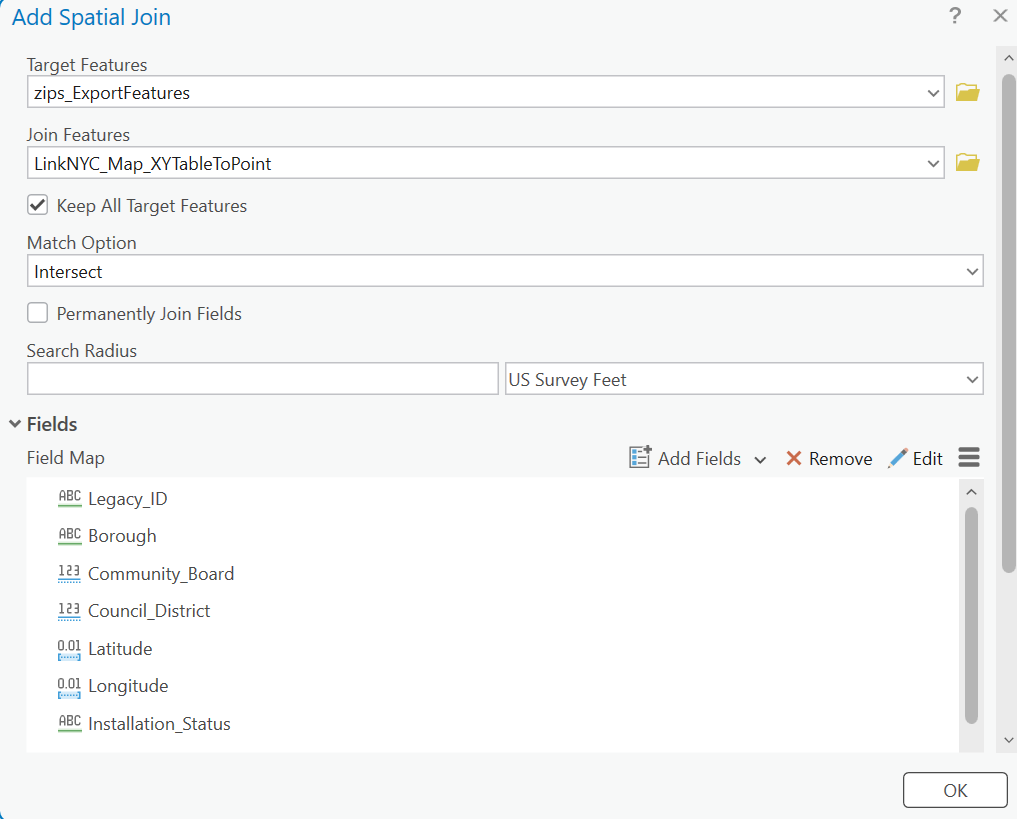 Add Spatial Join
?
Target Features
zips_ExportFeatures
Join Features
LinkNYC_Map_XYTableToPoint
Keep All Target Features
Match Option
Intersect
Permanently Join Fields
Search Radius
US Survey Feet
Fields
Field Map Add Fields Remove Edit
ABC Legacy_ID
ABC Borough
123 Community_Board
123 Council_District
0.01 Latitude
0.01 Longitude
ABC Installation_Status
OK